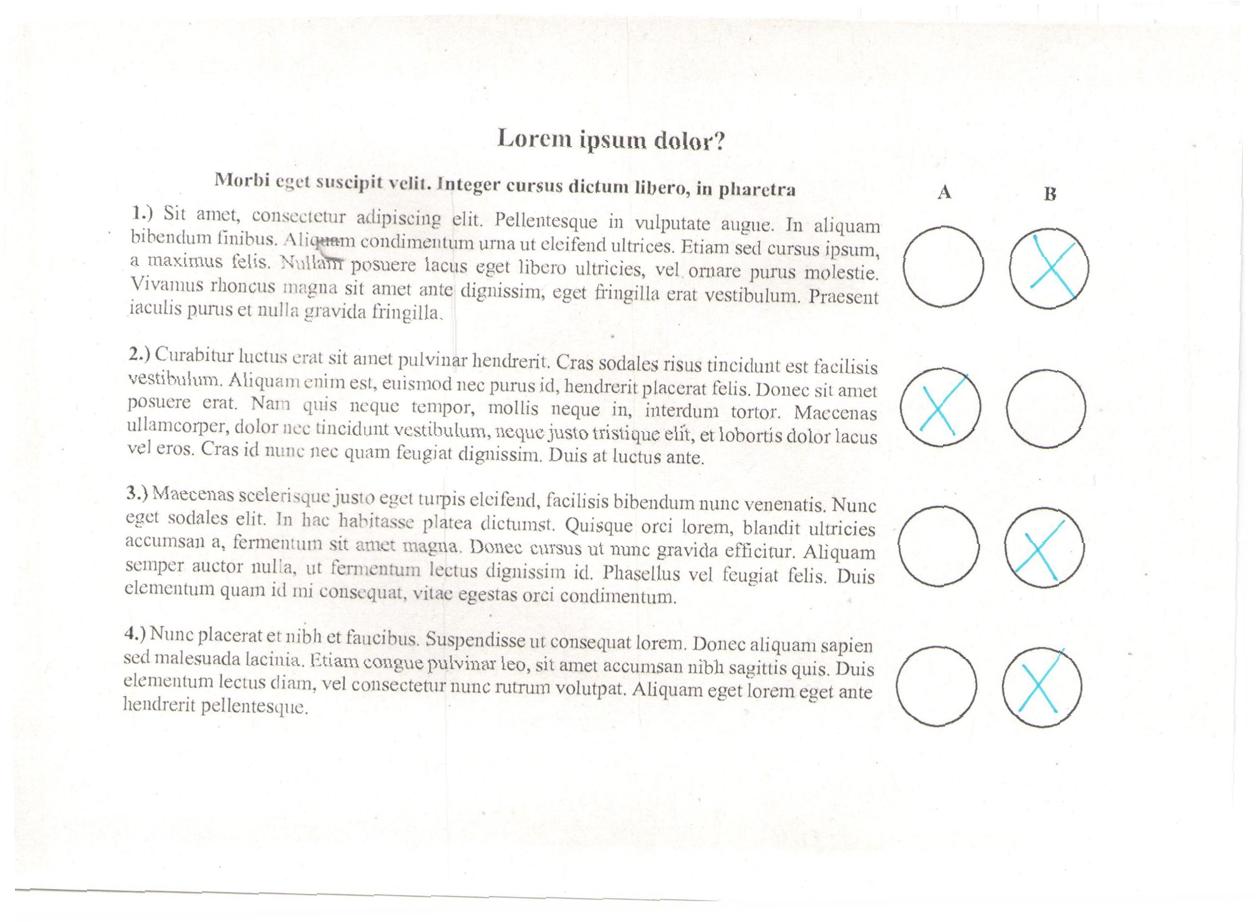 Lorem ipsum dolor?
Morbi eget suscipit velit. Integer cursus dictum libero, in pharetra A B
1.) Sit amet, consectetur adipiscing elit. Pellentesque in vulputate augue. In aliquam
bibendum finibus. Aliquam condimentum urna ut eleifend ultrices. Etiam sed cursus ipsum,
a maximus felis. Nullam posuere lacus eget libero ultricies, vel ornare purus molestie.
Vivamus rhoncus magna sit amet ante dignissim, eget fringilla erat vestibulum. Praesent
iaculis purus et nulla gravida fringilla.
2.) Curabitur luctus erat sit amet pulvinar hendrerit. Cras sodales risus tincidunt est facilisis
vestibulum. Aliquam enim est, euismod nec purus id, hendrerit placerat felis. Donec sit amet
posuere erat. Nam quis neque tempor, mollis neque in, interdum tortor. Maecenas
ullamcorper, dolor nec tincidunt vestibulum, neque justo tristique elit, et lobortis dolor lacus
vel eros. Cras id nunc nec quam feugiat dignissim. Duis at luctus ante.
3.) Maecenas scelerisque justo eget turpis eleifend, facilisis bibendum nunc venenatis. Nunc
eget sodales elit. In hac habitasse platea dictumst. Quisque orci lorem, blandit ultricies
accumsan a, fermentum sit amet magna. Donec cursus ut nunc gravida efficitur. Aliquam
semper auctor nulla, ut fermentum lectus dignissim id. Phasellus vel feugiat felis. Duis
elementum quam id mi consequat, vitae egestas orci condimentum.
4.) Nunc placerat et nibh et faucibus. Suspendisse ut consequat lorem. Donec aliquam sapien
sed malesuada lacinia. Etiam congue pulvinar leo, sit amet accumsan nibh sagittis quis. Duis
elementum lectus diam, vel consectetur nunc rutrum volutpat. Aliquam eget lorem eget ante
hendrerit pellentesque.